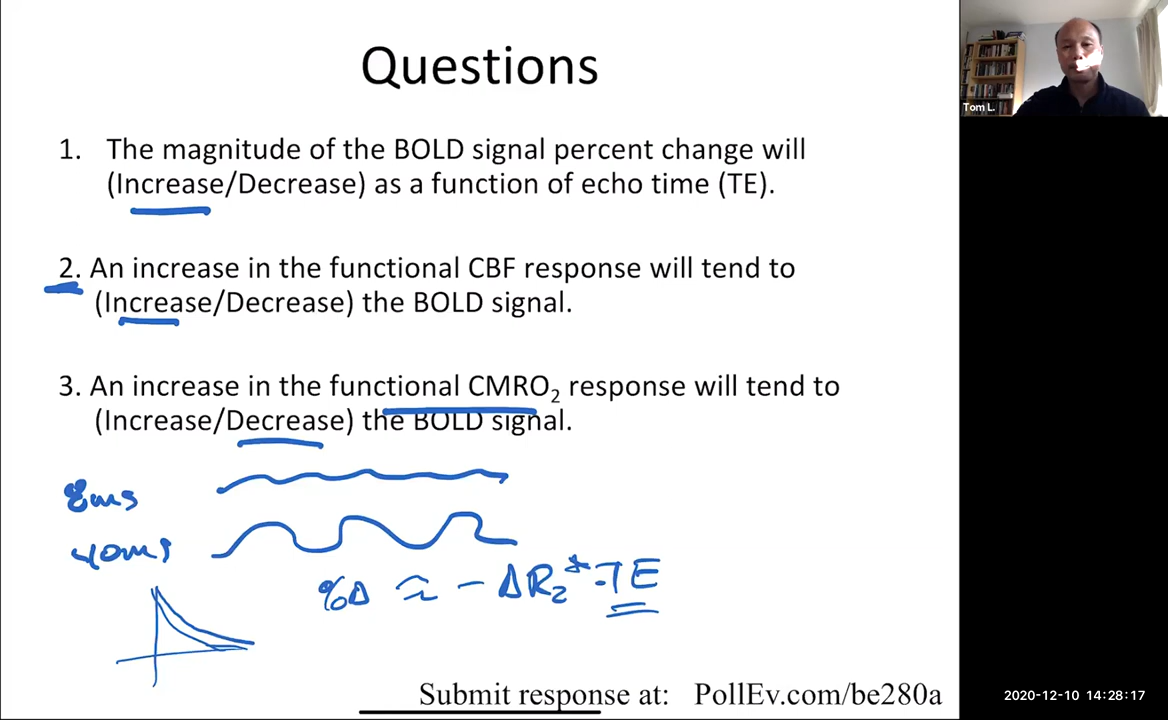 Questions
1. The magnitude of the BOLD signal percent change will
(Increase/Decrease) as a function of echo time (TE).
2. An increase in the functional CBF response will tend to
(Increase/Decrease) the BOLD signal.
3. An increase in the functional CMRO₂ response will tend to
(Increase/Decrease) the BOLD signal.
8ms
40ms
%Δ ≈ - ΔR₂* · TE
Submit response at: PollEv.com/be280a
Tom L.
2020-12-10 14:28:17